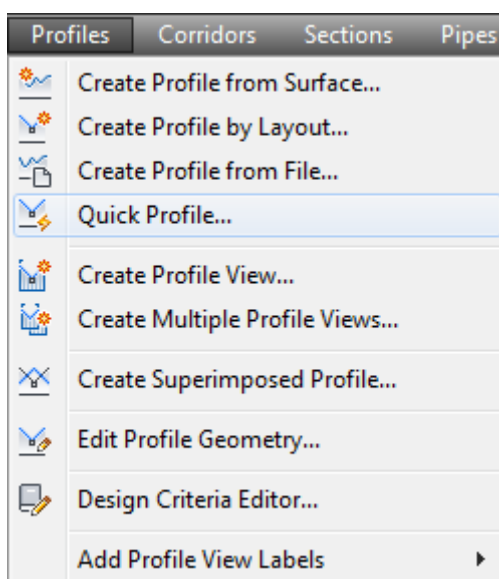 Profiles Corridors Sections Pipes
Create Profile from Surface...
Create Profile by Layout...
Create Profile from File...
Quick Profile...
Create Profile View...
Create Multiple Profile Views...
Create Superimposed Profile...
Edit Profile Geometry...
Design Criteria Editor...
Add Profile View Labels